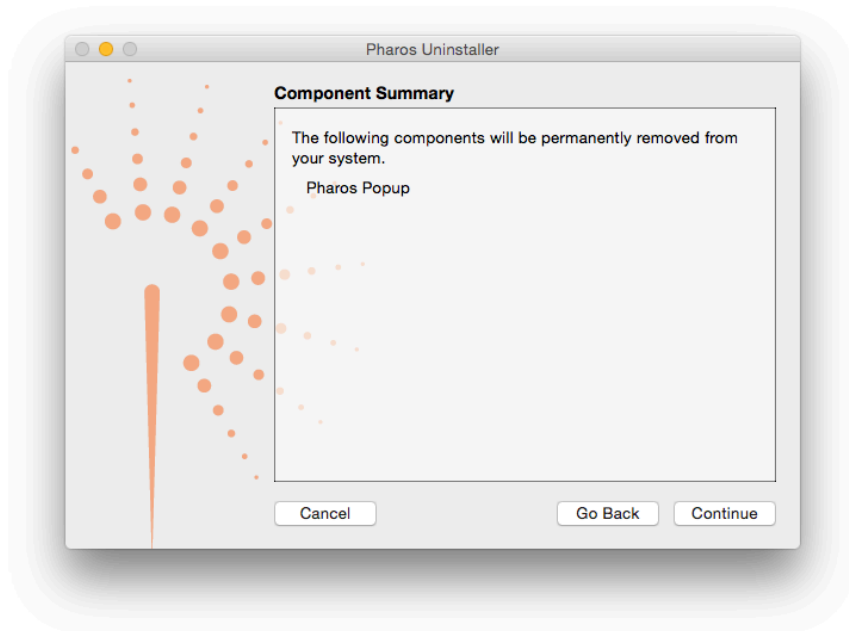 Pharos Uninstaller
Component Summary
The following components will be permanently removed from
your system.
Pharos Popup
Cancel
Go Back
Continue